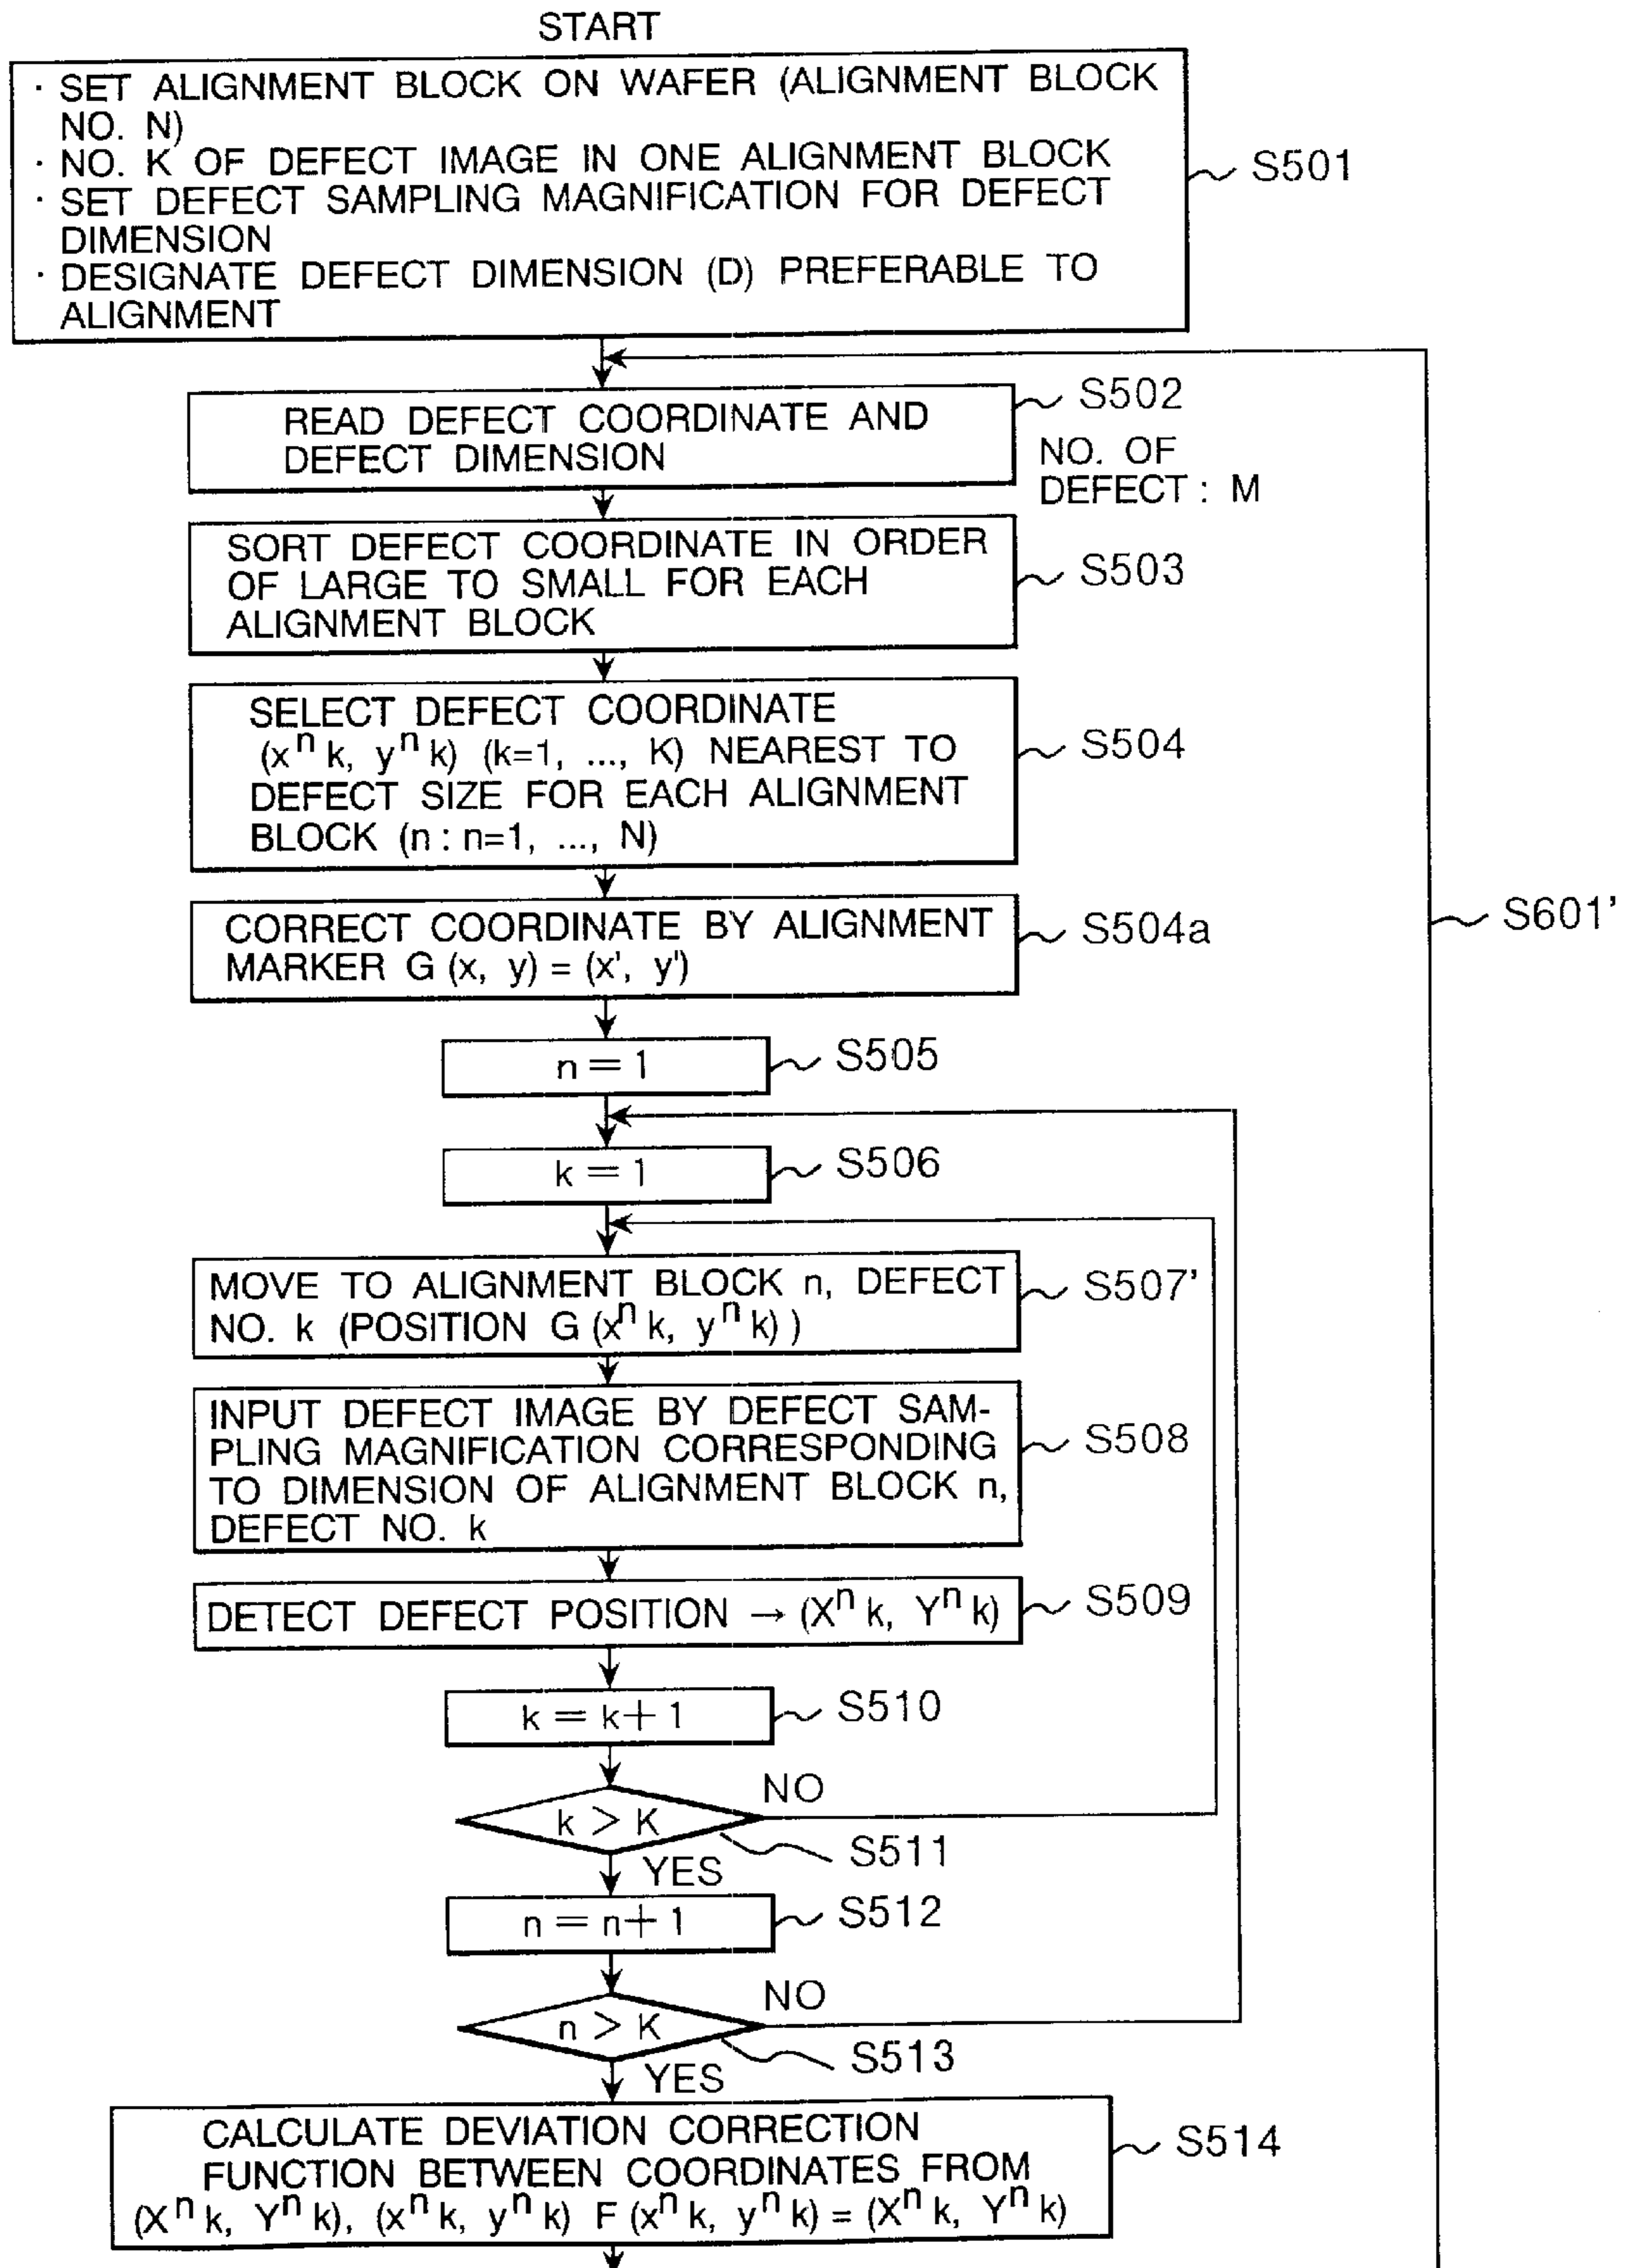 START
· SET ALIGNMENT BLOCK ON WAFER (ALIGNMENT BLOCK
NO. N)
· NO. K OF DEFECT IMAGE IN ONE ALIGNMENT BLOCK
· SET DEFECT SAMPLING MAGNIFICATION FOR DEFECT
DIMENSION
· DESIGNATE DEFECT DIMENSION (D) PREFERABLE TO
ALIGNMENT
S501
READ DEFECT COORDINATE AND
DEFECT DIMENSION
S502
NO. OF
DEFECT : M
SORT DEFECT COORDINATE IN ORDER
OF LARGE TO SMALL FOR EACH
ALIGNMENT BLOCK
S503
SELECT DEFECT COORDINATE
(xⁿk, yⁿk) (k=1, ..., K) NEAREST TO
DEFECT SIZE FOR EACH ALIGNMENT
BLOCK (n : n=1, ..., N)
S504
CORRECT COORDINATE BY ALIGNMENT
MARKER G (x, y) = (x', y')
S504a
S601'
n = 1
S505
k = 1
S506
MOVE TO ALIGNMENT BLOCK n, DEFECT
NO. k (POSITION G (xⁿk, yⁿk) )
S507'
INPUT DEFECT IMAGE BY DEFECT SAM-
PLING MAGNIFICATION CORRESPONDING
TO DIMENSION OF ALIGNMENT BLOCK n,
DEFECT NO. k
S508
DETECT DEFECT POSITION → (Xⁿk, Yⁿk)
S509
k = k+1
S510
k > K
NO
S511
YES
n = n+1
S512
n > K
NO
S513
YES
CALCULATE DEVIATION CORRECTION
FUNCTION BETWEEN COORDINATES FROM
(Xⁿk, Yⁿk), (xⁿk, yⁿk) F (xⁿk, yⁿk) = (Xⁿk, Yⁿk)
S514